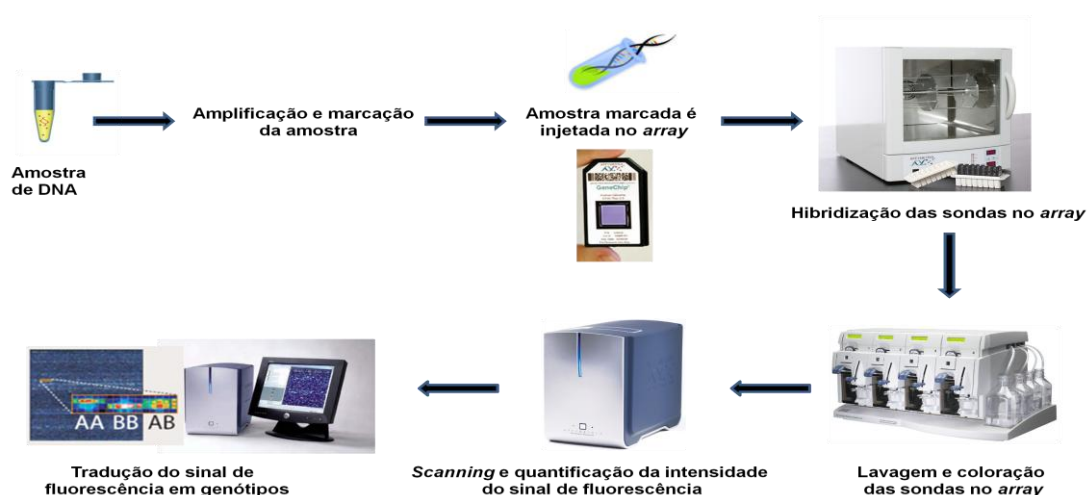 Amostra
de DNA
Amplificação e marcação
da amostra
Amostra marcada é
injetada no array
GeneChip
Hibridização das sondas no array
Lavagem e coloração
das sondas no array
Scanning e quantificação da intensidade
do sinal de fluorescência
AA BB AB
Tradução do sinal de
fluorescência em genótipos